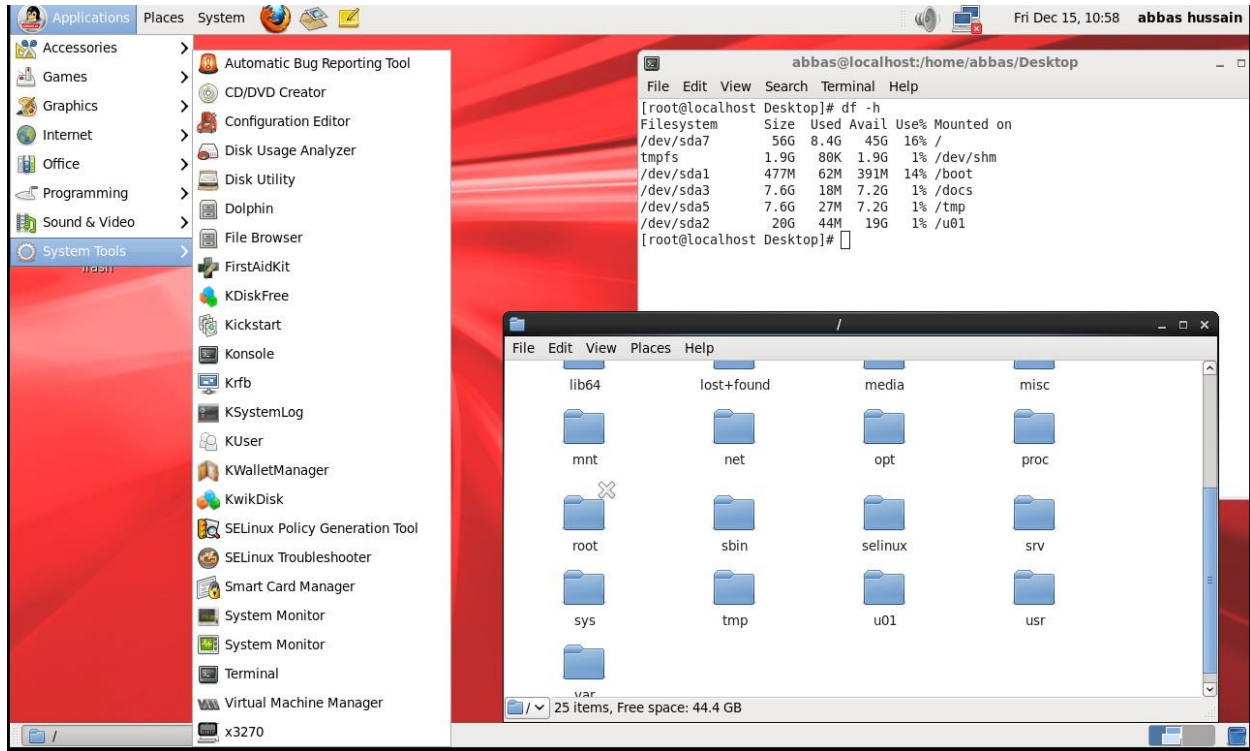 Applications Places System Fri Dec 15, 10:58 abbas hussain
Accessories
Games
Graphics
Internet
Office
Programming
Sound & Video
System Tools
Trash
Automatic Bug Reporting Tool
CD/DVD Creator
Configuration Editor
Disk Usage Analyzer
Disk Utility
Dolphin
File Browser
FirstAidKit
KDiskFree
Kickstart
Konsole
Krfb
KSystemLog
KUser
KWalletManager
KwikDisk
SELinux Policy Generation Tool
SELinux Troubleshooter
Smart Card Manager
System Monitor
System Monitor
Terminal
Virtual Machine Manager
x3270
abbas@localhost:/home/abbas/Desktop
File Edit View Search Terminal Help
[root@localhost Desktop]# df -h
Filesystem Size Used Avail Use% Mounted on
/dev/sda7 56G 8.4G 45G 16% /
tmpfs 1.9G 80K 1.9G 1% /dev/shm
/dev/sda1 477M 62M 391M 14% /boot
/dev/sda3 7.6G 18M 7.2G 1% /docs
/dev/sda5 7.6G 27M 7.2G 1% /tmp
/dev/sda2 20G 44M 19G 1% /u01
[root@localhost Desktop]#
/
File Edit View Places Help
lib64 lost+found media misc
mnt net opt proc
root sbin selinux srv
sys tmp u01 usr
var
/ 25 items, Free space: 44.4 GB
/